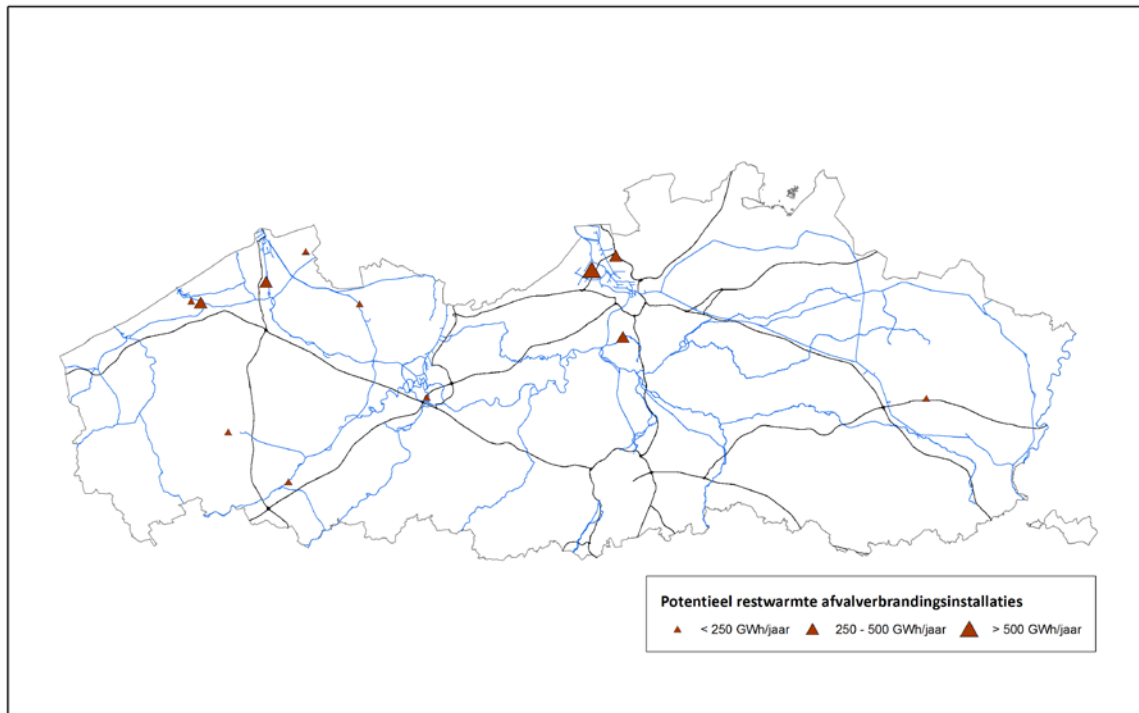 Potentieel restwarmte afvalverbrandingsinstallaties
< 250 GWh/jaar 250 - 500 GWh/jaar > 500 GWh/jaar